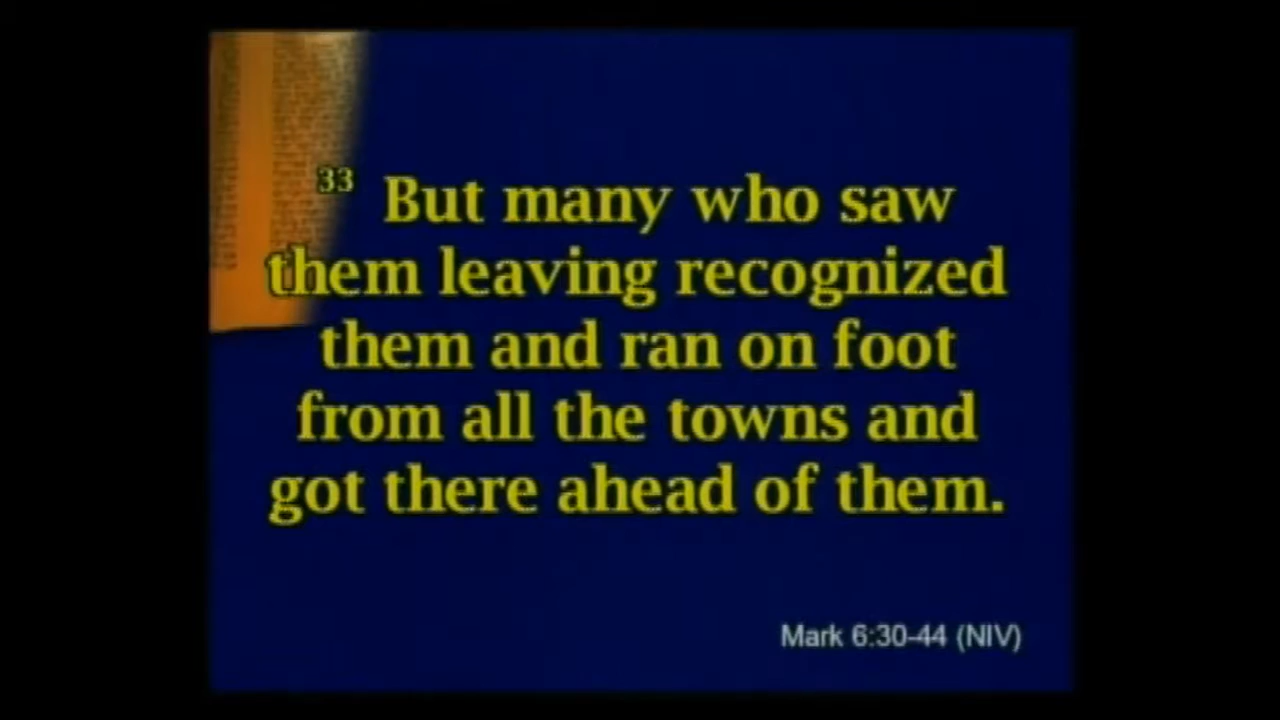 33 But many who saw
them leaving recognized
them and ran on foot
from all the towns and
got there ahead of them.
Mark 6:30-44 (NIV)